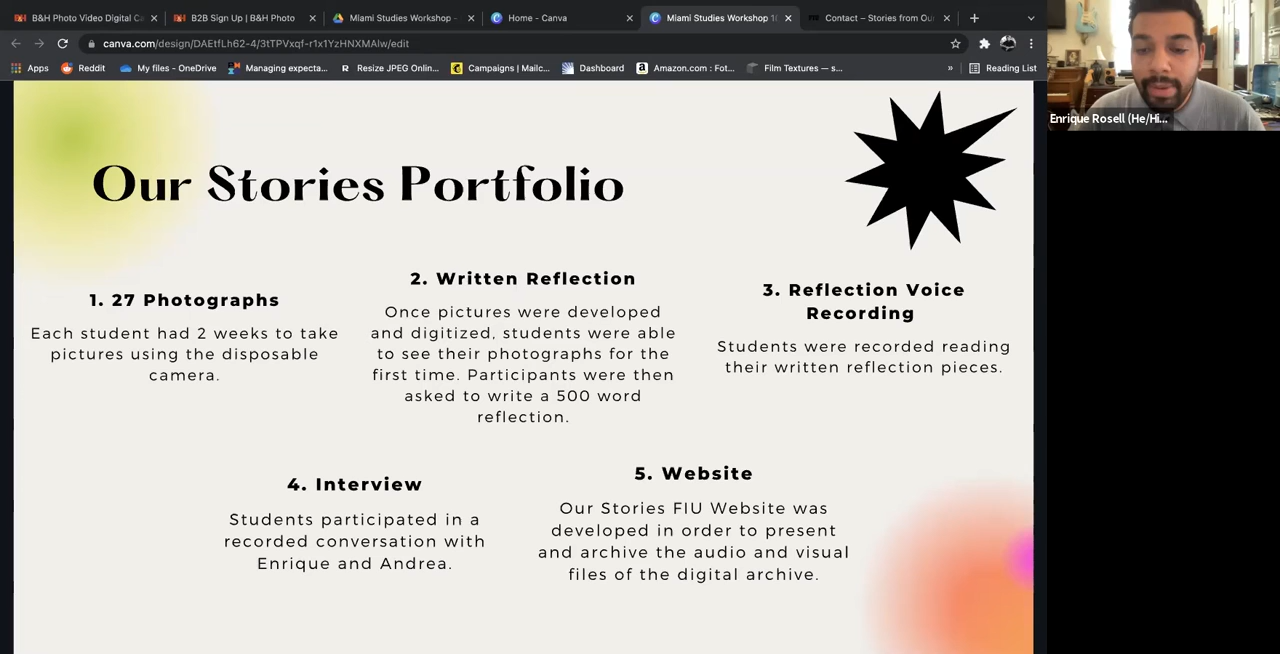 B&H Photo Video Digital Ca
B2B Sign Up | B&H Photo
Miami Studies Workshop -
Home - Canva
Miami Studies Workshop 10
Contact – Stories from Ou
canva.com/design/DAEtfLh62-4/3tTPVxqf-r1x1YzHNXMAlw/edit
Apps
Reddit
My files - OneDrive
Managing expecta...
Resize JPEG Onlin...
Campaigns | Mailc...
Dashboard
Amazon.com : Fot...
Film Textures — s...
»
Reading List
Enrique Rosell (He/Hi...
Our Stories Portfolio
1. 27 Photographs
Each student had 2 weeks to take
pictures using the disposable
camera.
2. Written Reflection
Once pictures were developed
and digitized, students were able
to see their photographs for the
first time. Participants were then
asked to write a 500 word
reflection.
3. Reflection Voice
Recording
Students were recorded reading
their written reflection pieces.
4. Interview
Students participated in a
recorded conversation with
Enrique and Andrea.
5. Website
Our Stories FIU Website was
developed in order to present
and archive the audio and visual
files of the digital archive.